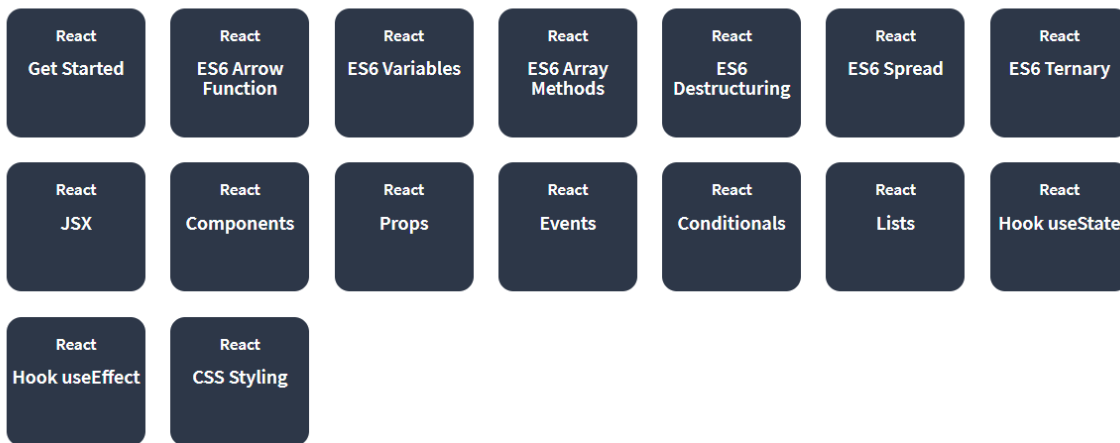 React
Get Started
React
ES6 Arrow
Function
React
ES6 Variables
React
ES6 Array
Methods
React
ES6
Destructuring
React
ES6 Spread
React
ES6 Ternary
React
JSX
React
Components
React
Props
React
Events
React
Conditionals
React
Lists
React
Hook useState
React
Hook useEffect
React
CSS Styling